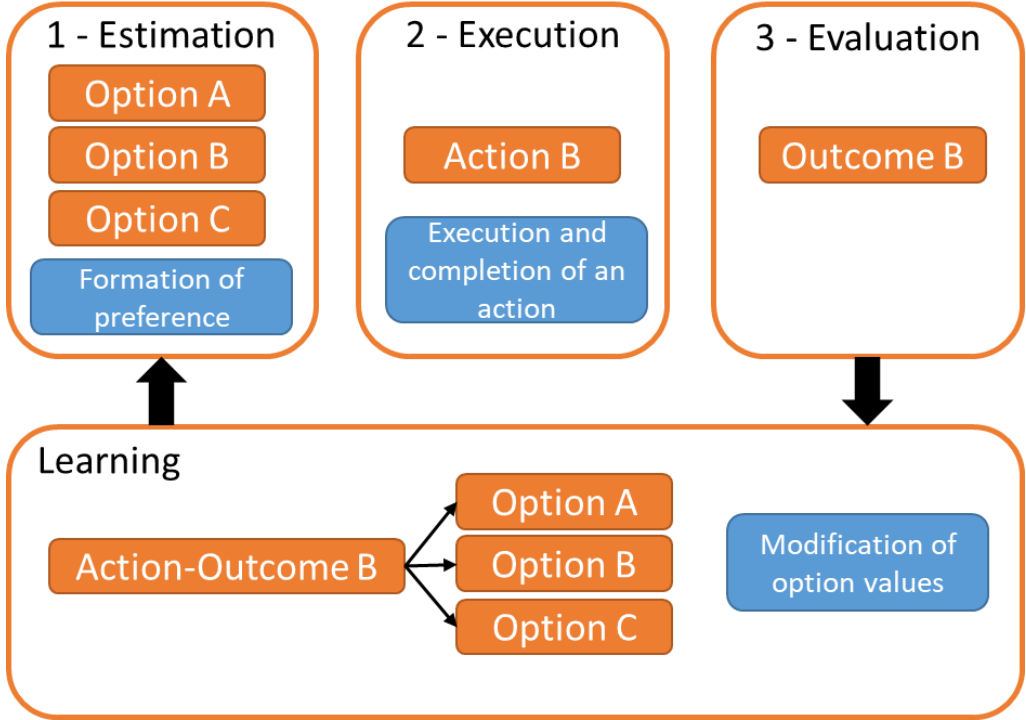 1 - Estimation
Option A
Option B
Option C
Formation of
preference
2 - Execution
Action B
Execution and
completion of an
action
3 - Evaluation
Outcome B
Learning
Action-Outcome B
Option A
Option B
Option C
Modification of
option values